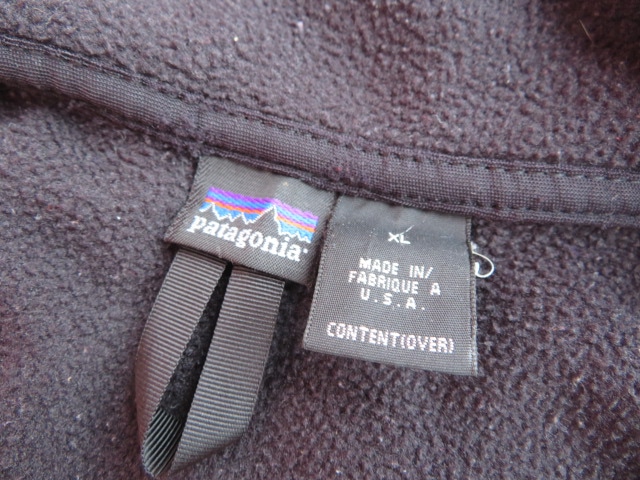 patagonia®
XL
MADE IN/
FABRIQUE A
U.S.A.
CONTENT(OVER)